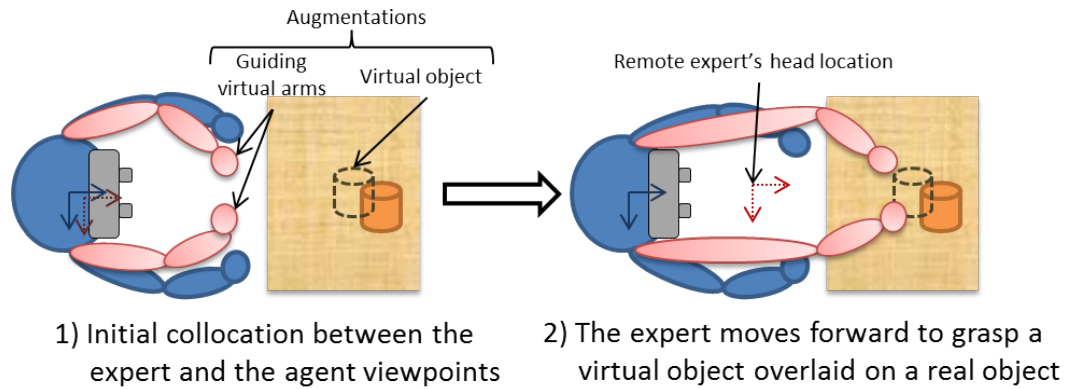 Augmentations
Guiding
virtual arms
Virtual object
Remote expert's head location
1) Initial collocation between the
expert and the agent viewpoints
2) The expert moves forward to grasp a
virtual object overlaid on a real object